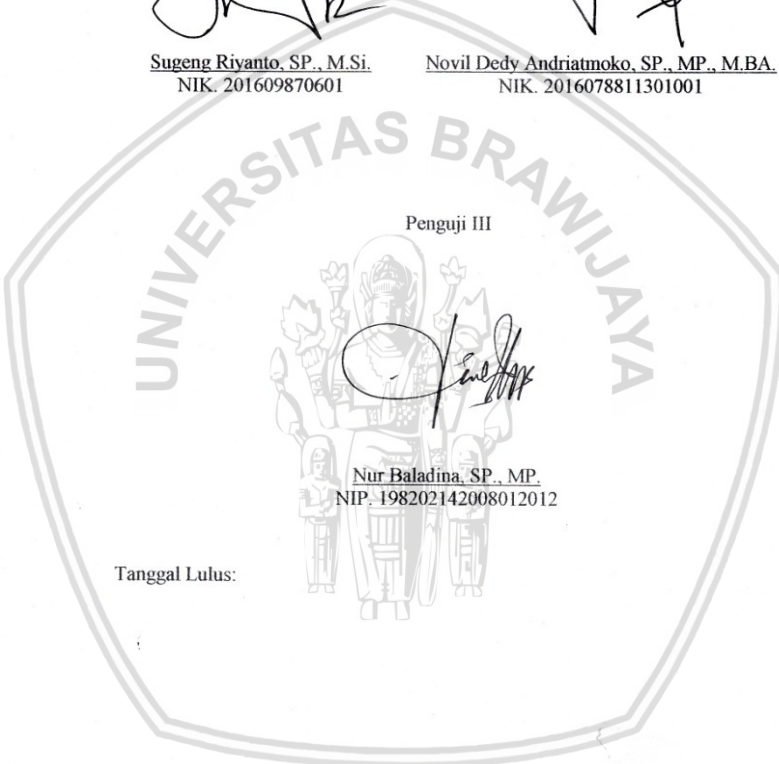 Sugeng Riyanto, SP., M.Si.
NIK. 201609870601
Novil Dedy Andriatmoko, SP., MP., M.BA.
NIK. 2016078811301001
UNIVERSITAS BRAWIJAYA
Penguji III
Nur Baladina, SP., MP.
NIP. 198202142008012012
Tanggal Lulus: